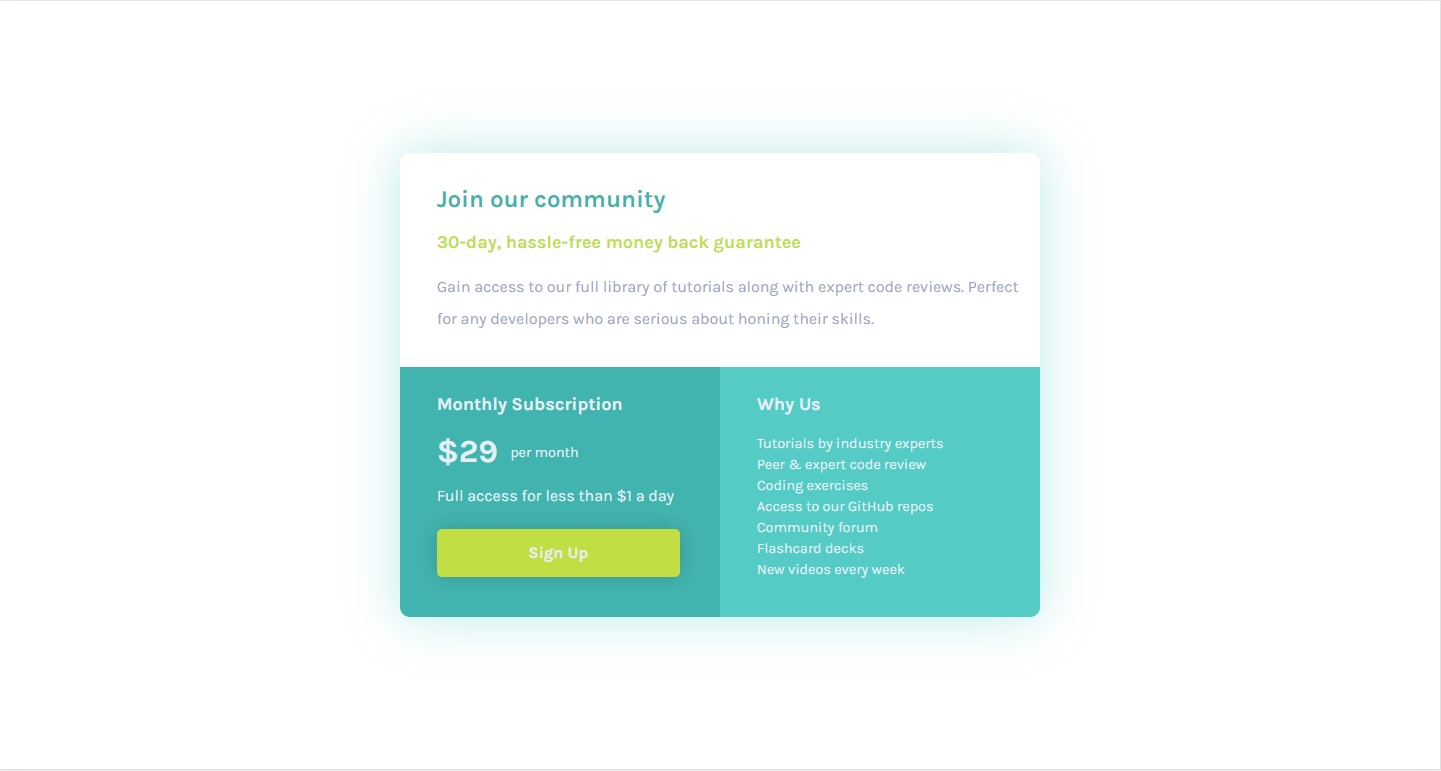 Join our community
30-day, hassle-free money back guarantee
Gain access to our full library of tutorials along with expert code reviews. Perfect
for any developers who are serious about honing their skills.
Monthly Subscription
$29 per month
Full access for less than $1 a day
Sign Up
Why Us
Tutorials by industry experts
Peer & expert code review
Coding exercises
Access to our GitHub repos
Community forum
Flashcard decks
New videos every week